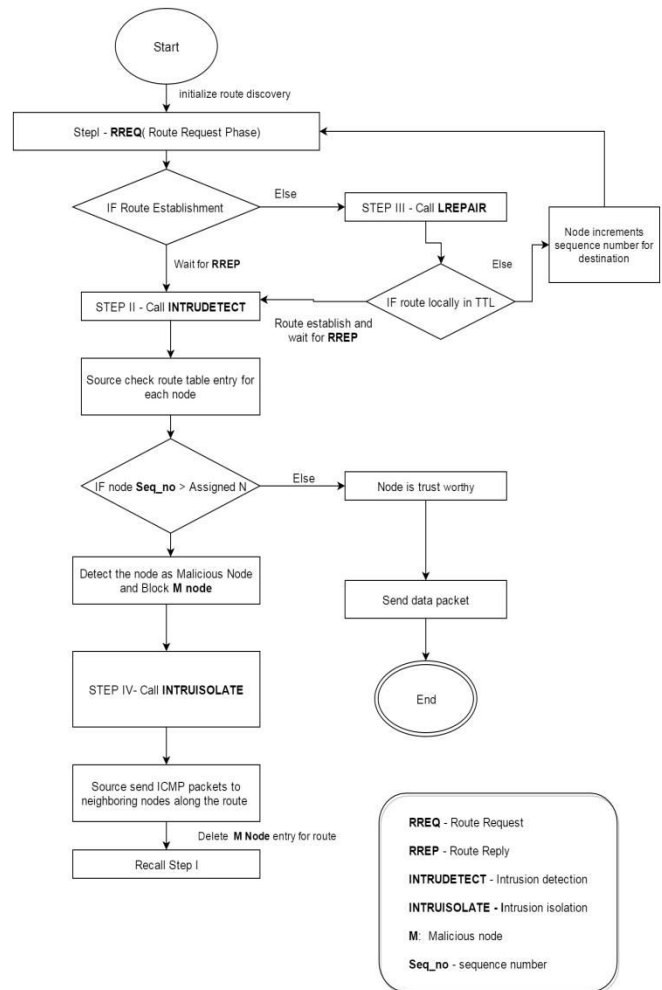 Start
initialize route discovery
StepI - RREQ( Route Request Phase)
IF Route Establishment
Else
STEP III - Call LREPAIR
Node increments
sequence number for
destination
Wait for RREP
Else
IF route locally in TTL
STEP II - Call INTRUDETECT
Route establish and
wait for RREP
Source check route table entry for
each node
IF node Seq_no > Assigned N
Else
Node is trust worthy
Detect the node as Malicious Node
and Block M node
Send data packet
STEP IV- Call INTRUISOLATE
End
Source send ICMP packets to
neighboring nodes along the route
Delete M Node entry for route
Recall Step I
RREQ - Route Request
RREP - Route Reply
INTRUDETECT - Intrusion detection
INTRUISOLATE - Intrusion isolation
M: Malicious node
Seq_no - sequence number